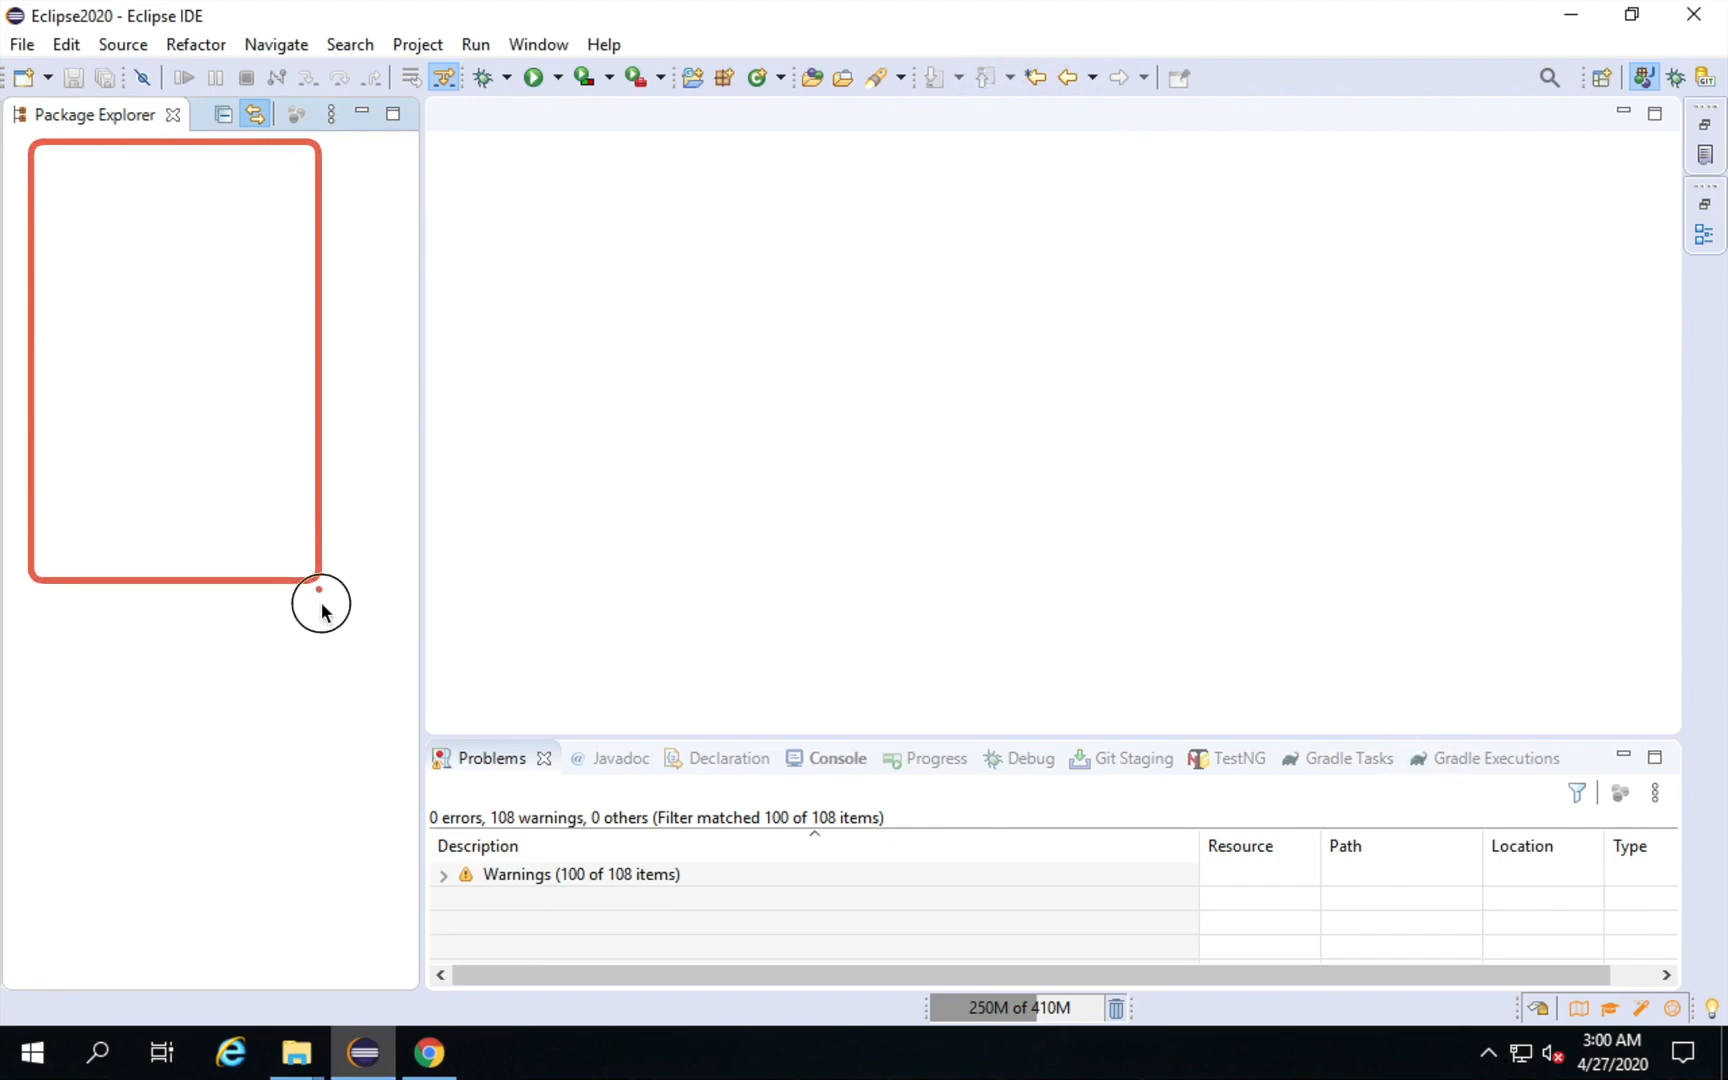 Eclipse2020 - Eclipse IDE
File Edit Source Refactor Navigate Search Project Run Window Help
Package Explorer
Problems Javadoc Declaration Console Progress Debug Git Staging TestNG Gradle Tasks Gradle Executions
0 errors, 108 warnings, 0 others (Filter matched 100 of 108 items)
Description Resource Path Location Type
Warnings (100 of 108 items)
250M of 410M
3:00 AM
4/27/2020